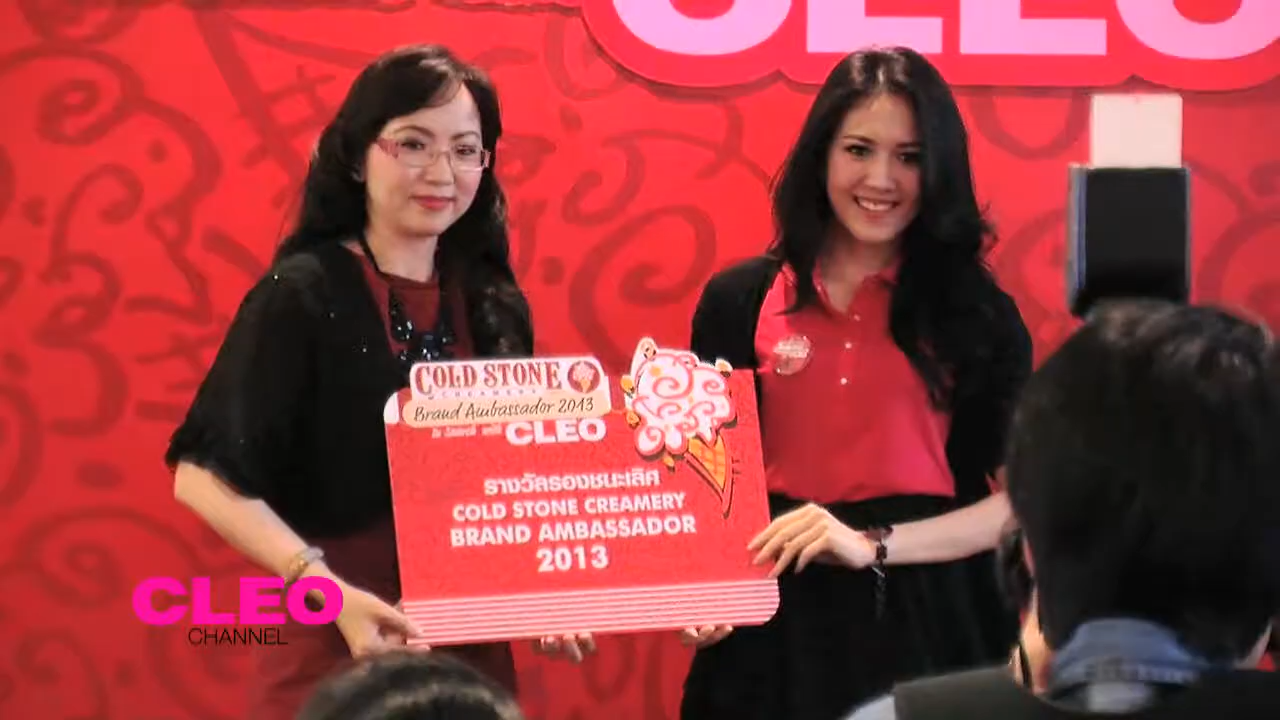 CLEO
COLD STONE
CREAMERY
Brand Ambassador 2013
In Search with
CLEO
รางวัลรองชนะเลิศ
COLD STONE CREAMERY
BRAND AMBASSADOR
2013
CLEO
CHANNEL